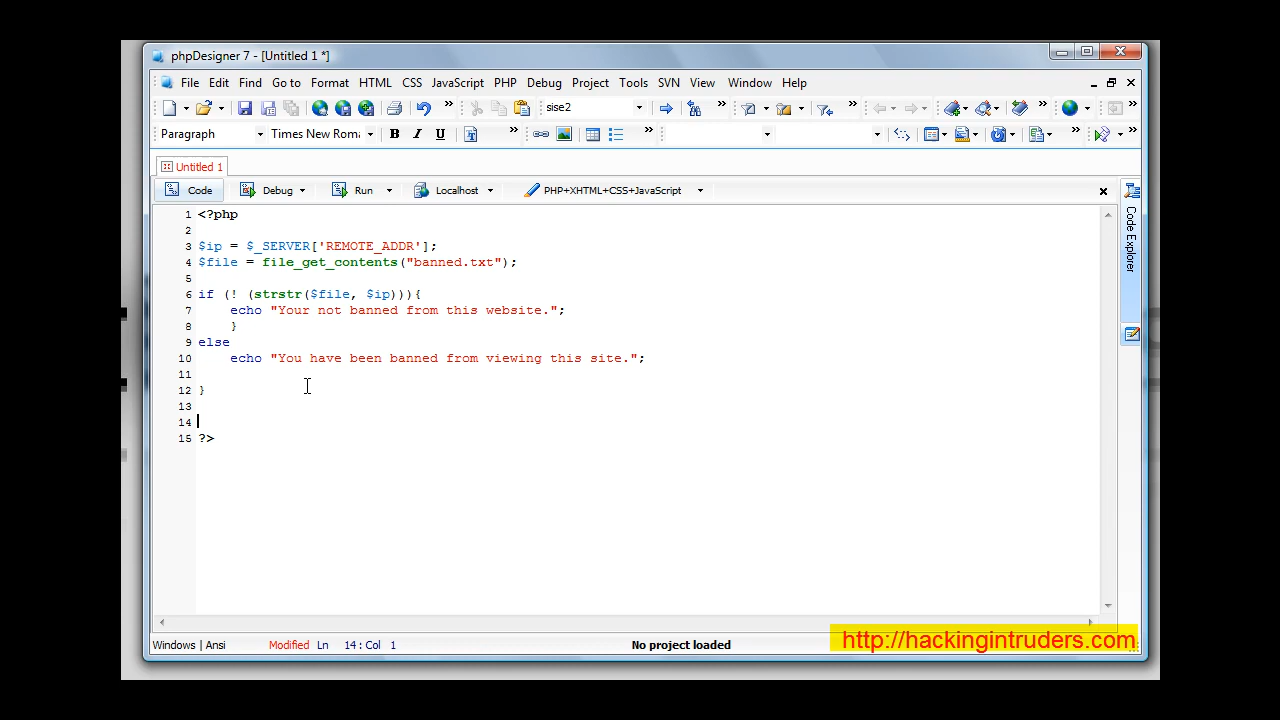 phpDesigner 7 - [Untitled 1 *]
File Edit Find Go to Format HTML CSS JavaScript PHP Debug Project Tools SVN View Window Help
sise2
Paragraph Times New Roma B I U
Untitled 1
Code Debug Run Localhost PHP+XHTML+CSS+JavaScript
Code Explorer
1 <?php
2
3 $ip = $_SERVER['REMOTE_ADDR'];
4 $file = file_get_contents("banned.txt");
5
6 if (! (strstr($file, $ip))){
7 echo "Your not banned from this website.";
8 }
9 else
10 echo "You have been banned from viewing this site.";
11
12 }
13
14
15 ?>
Windows | Ansi Modified Ln 14 : Col 1 No project loaded
http://hackingintruders.com